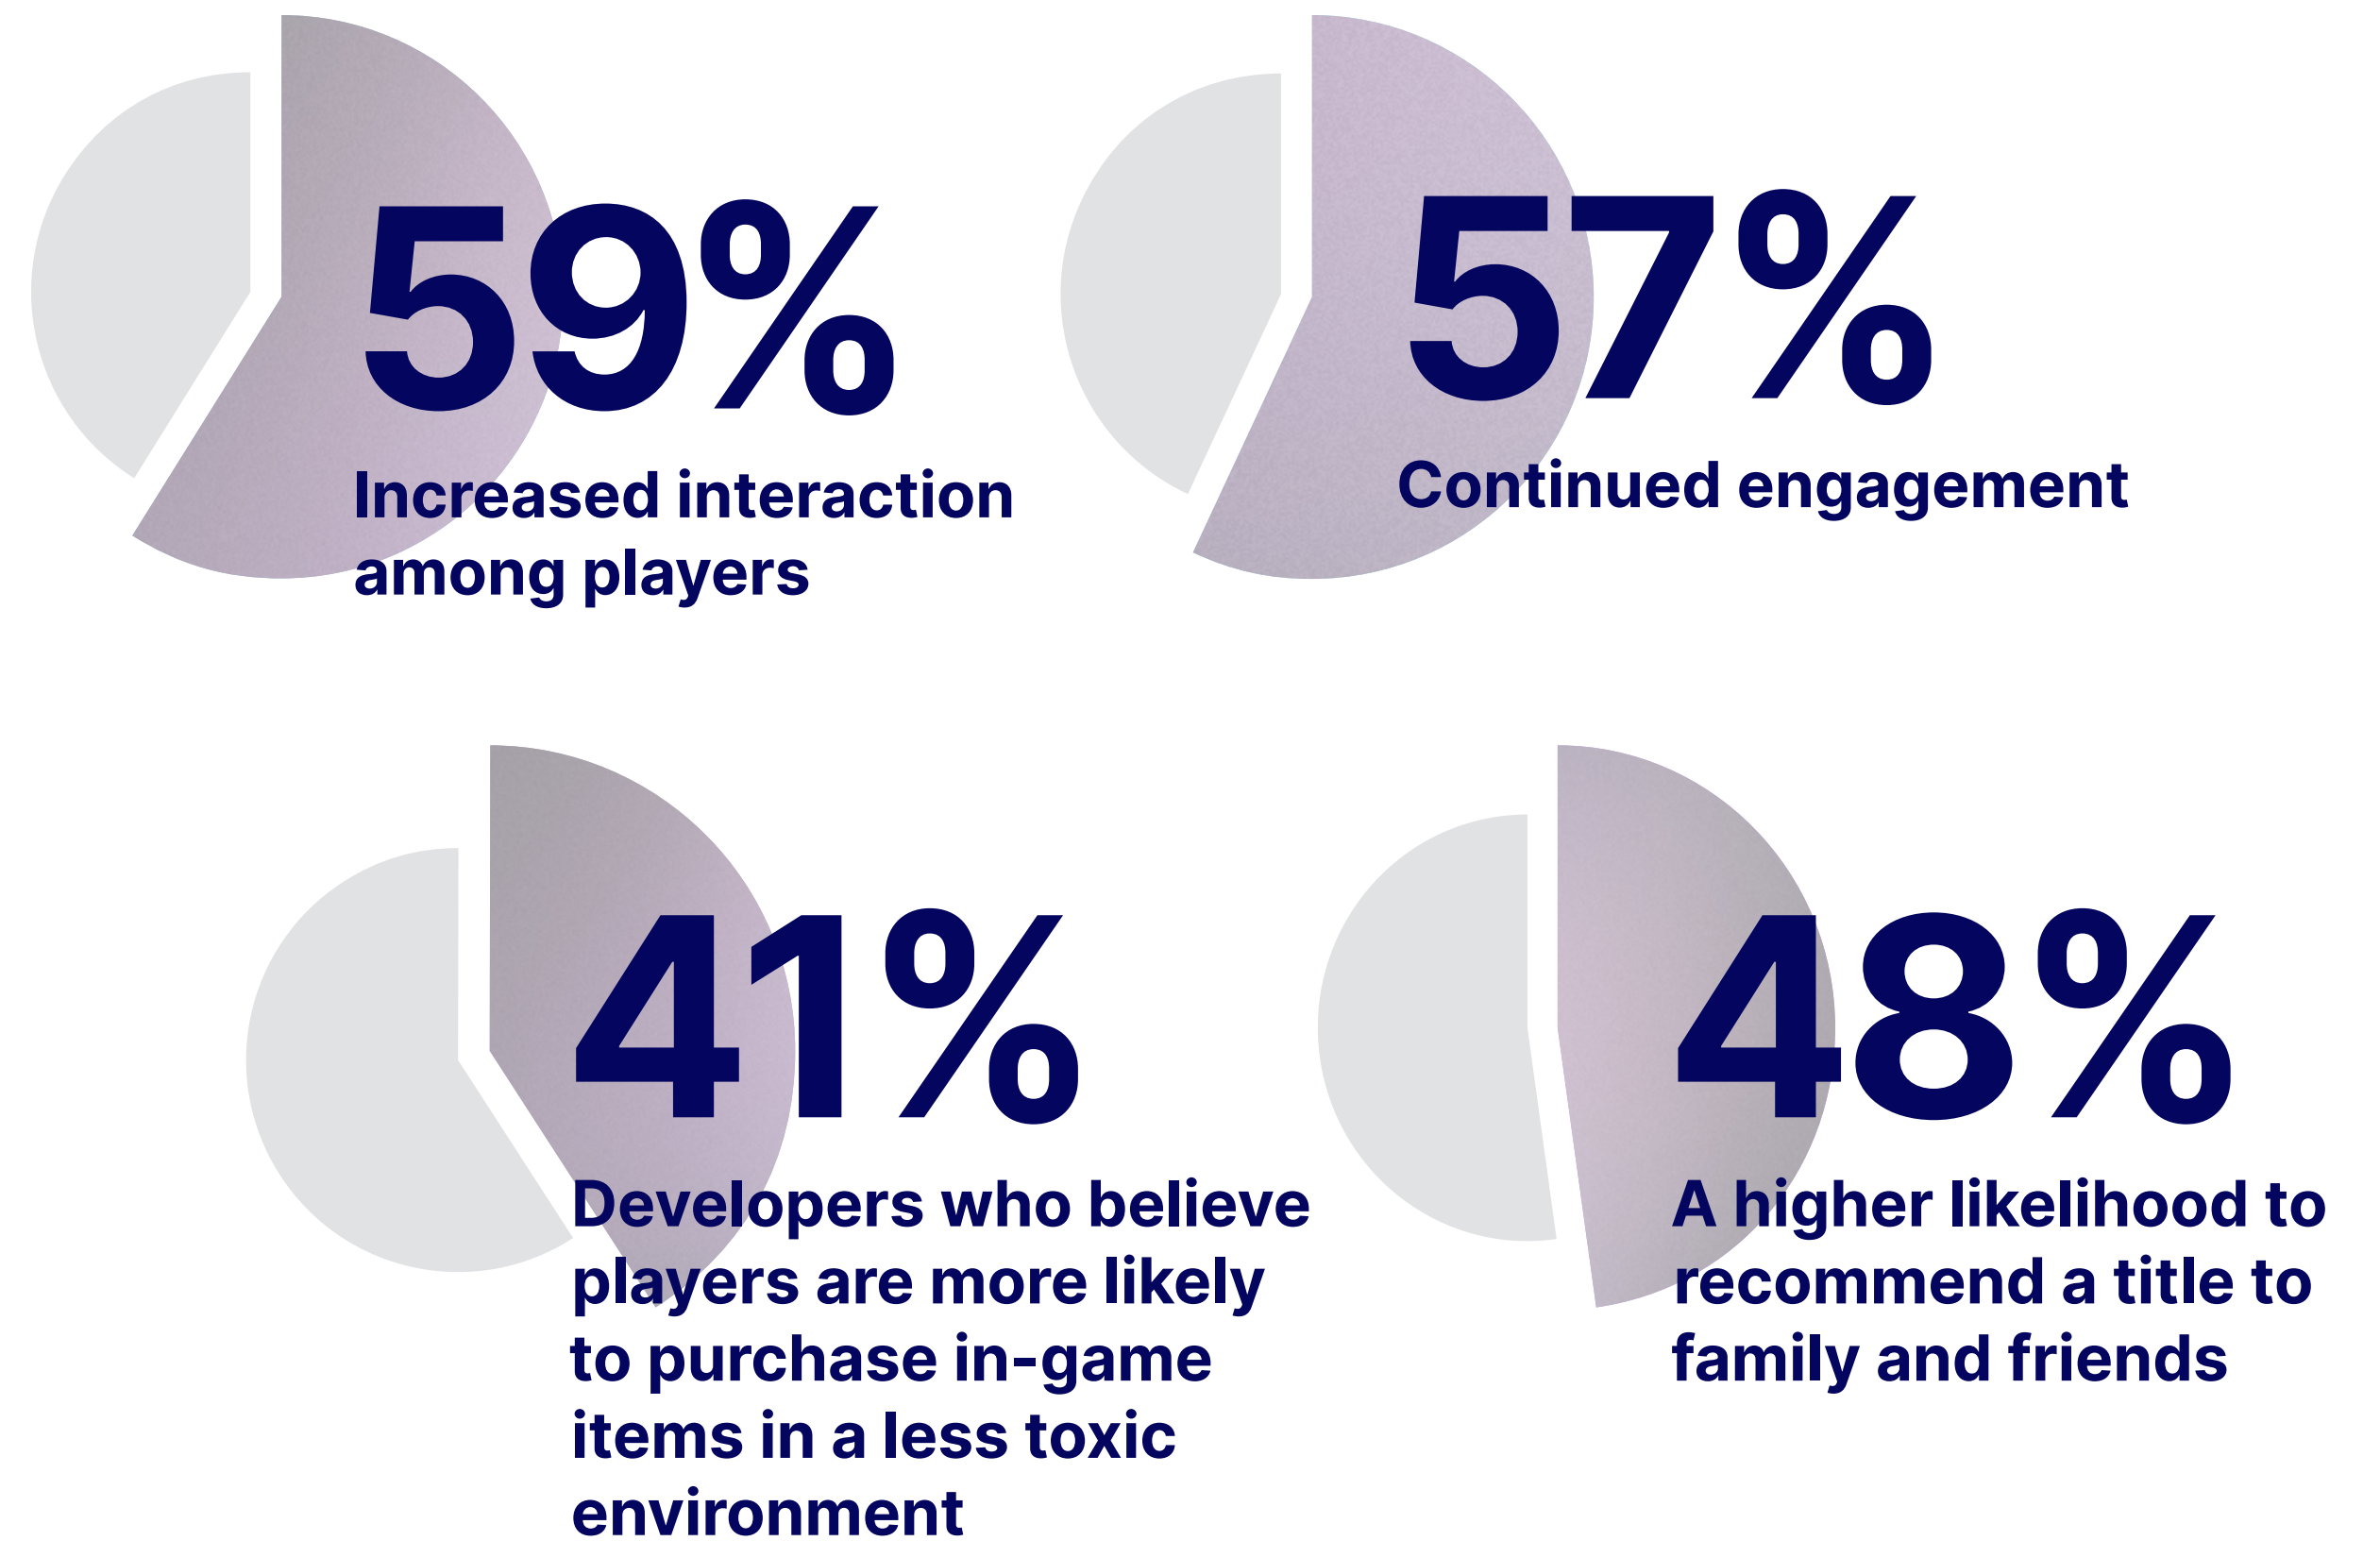 59%
Increased interaction
among players
57%
Continued engagement
41%
Developers who believe
players are more likely
to purchase in-game
items in a less toxic
environment
48%
A higher likelihood to
recommend a title to
family and friends